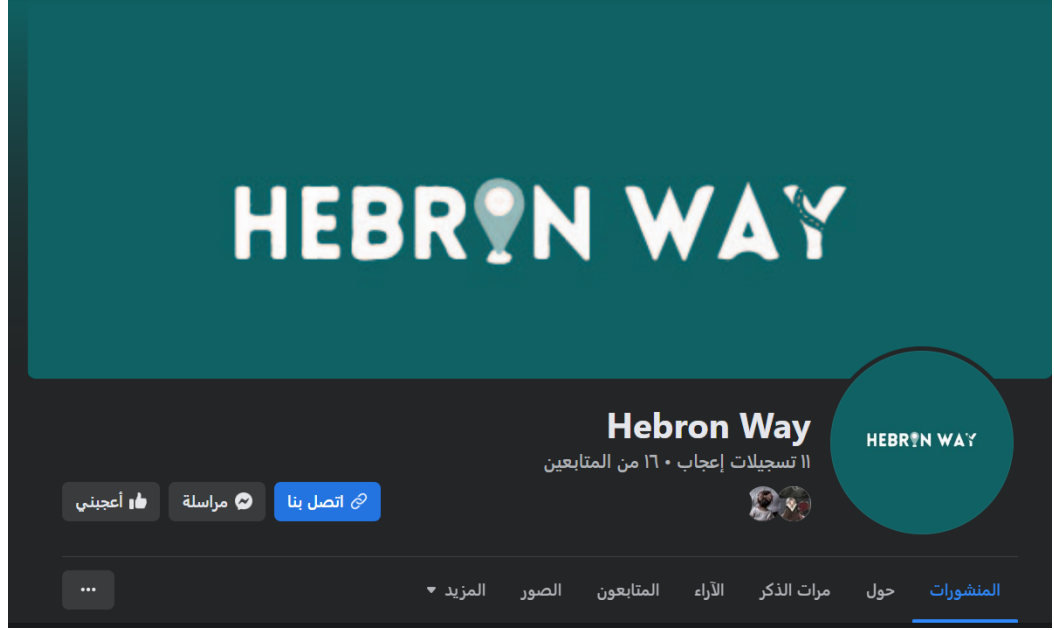 HEBRON WAY
HEBRON WAY
Hebron Way
١١ تسجيلات إعجاب • ١٦ من المتابعين
اتصل بنا
مراسلة
أعجبني
المنشورات
حول
مرات الذكر
الآراء
المتابعون
الصور
المزيد